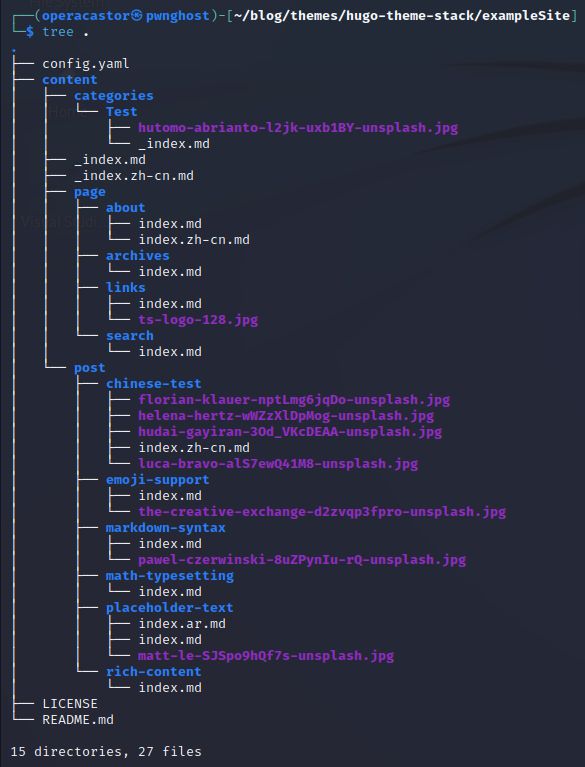 ┌──(operacastor㉿pwnghost)-[~/blog/themes/hugo-theme-stack/exampleSite]
└─$ tree .
.
├── config.yaml
├── content
│   ├── categories
│   │   └── Test
│   │       ├── hutomo-abrianto-l2jk-uxb1BY-unsplash.jpg
│   │       └── _index.md
│   ├── _index.md
│   ├── _index.zh-cn.md
│   ├── page
│   │   ├── about
│   │   │   ├── index.md
│   │   │   └── index.zh-cn.md
│   │   ├── archives
│   │   │   └── index.md
│   │   ├── links
│   │   │   ├── index.md
│   │   │   └── ts-logo-128.jpg
│   │   └── search
│   │       └── index.md
│   └── post
│       ├── chinese-test
│       │   ├── florian-klauer-nptLmg6jqDo-unsplash.jpg
│       │   ├── helena-hertz-wWZzXlDpMog-unsplash.jpg
│       │   ├── hudai-gayiran-3Od_VKcDEAA-unsplash.jpg
│       │   ├── index.zh-cn.md
│       │   └── luca-bravo-alS7ewQ41M8-unsplash.jpg
│       ├── emoji-support
│       │   ├── index.md
│       │   └── the-creative-exchange-d2zvqp3fpro-unsplash.jpg
│       ├── markdown-syntax
│       │   ├── index.md
│       │   └── pawel-czerwinski-8uZPynIu-rQ-unsplash.jpg
│       ├── math-typesetting
│       │   └── index.md
│       ├── placeholder-text
│       │   ├── index.ar.md
│       │   ├── index.md
│       │   └── matt-le-SJSpo9hQf7s-unsplash.jpg
│       └── rich-content
│           └── index.md
├── LICENSE
└── README.md

15 directories, 27 files